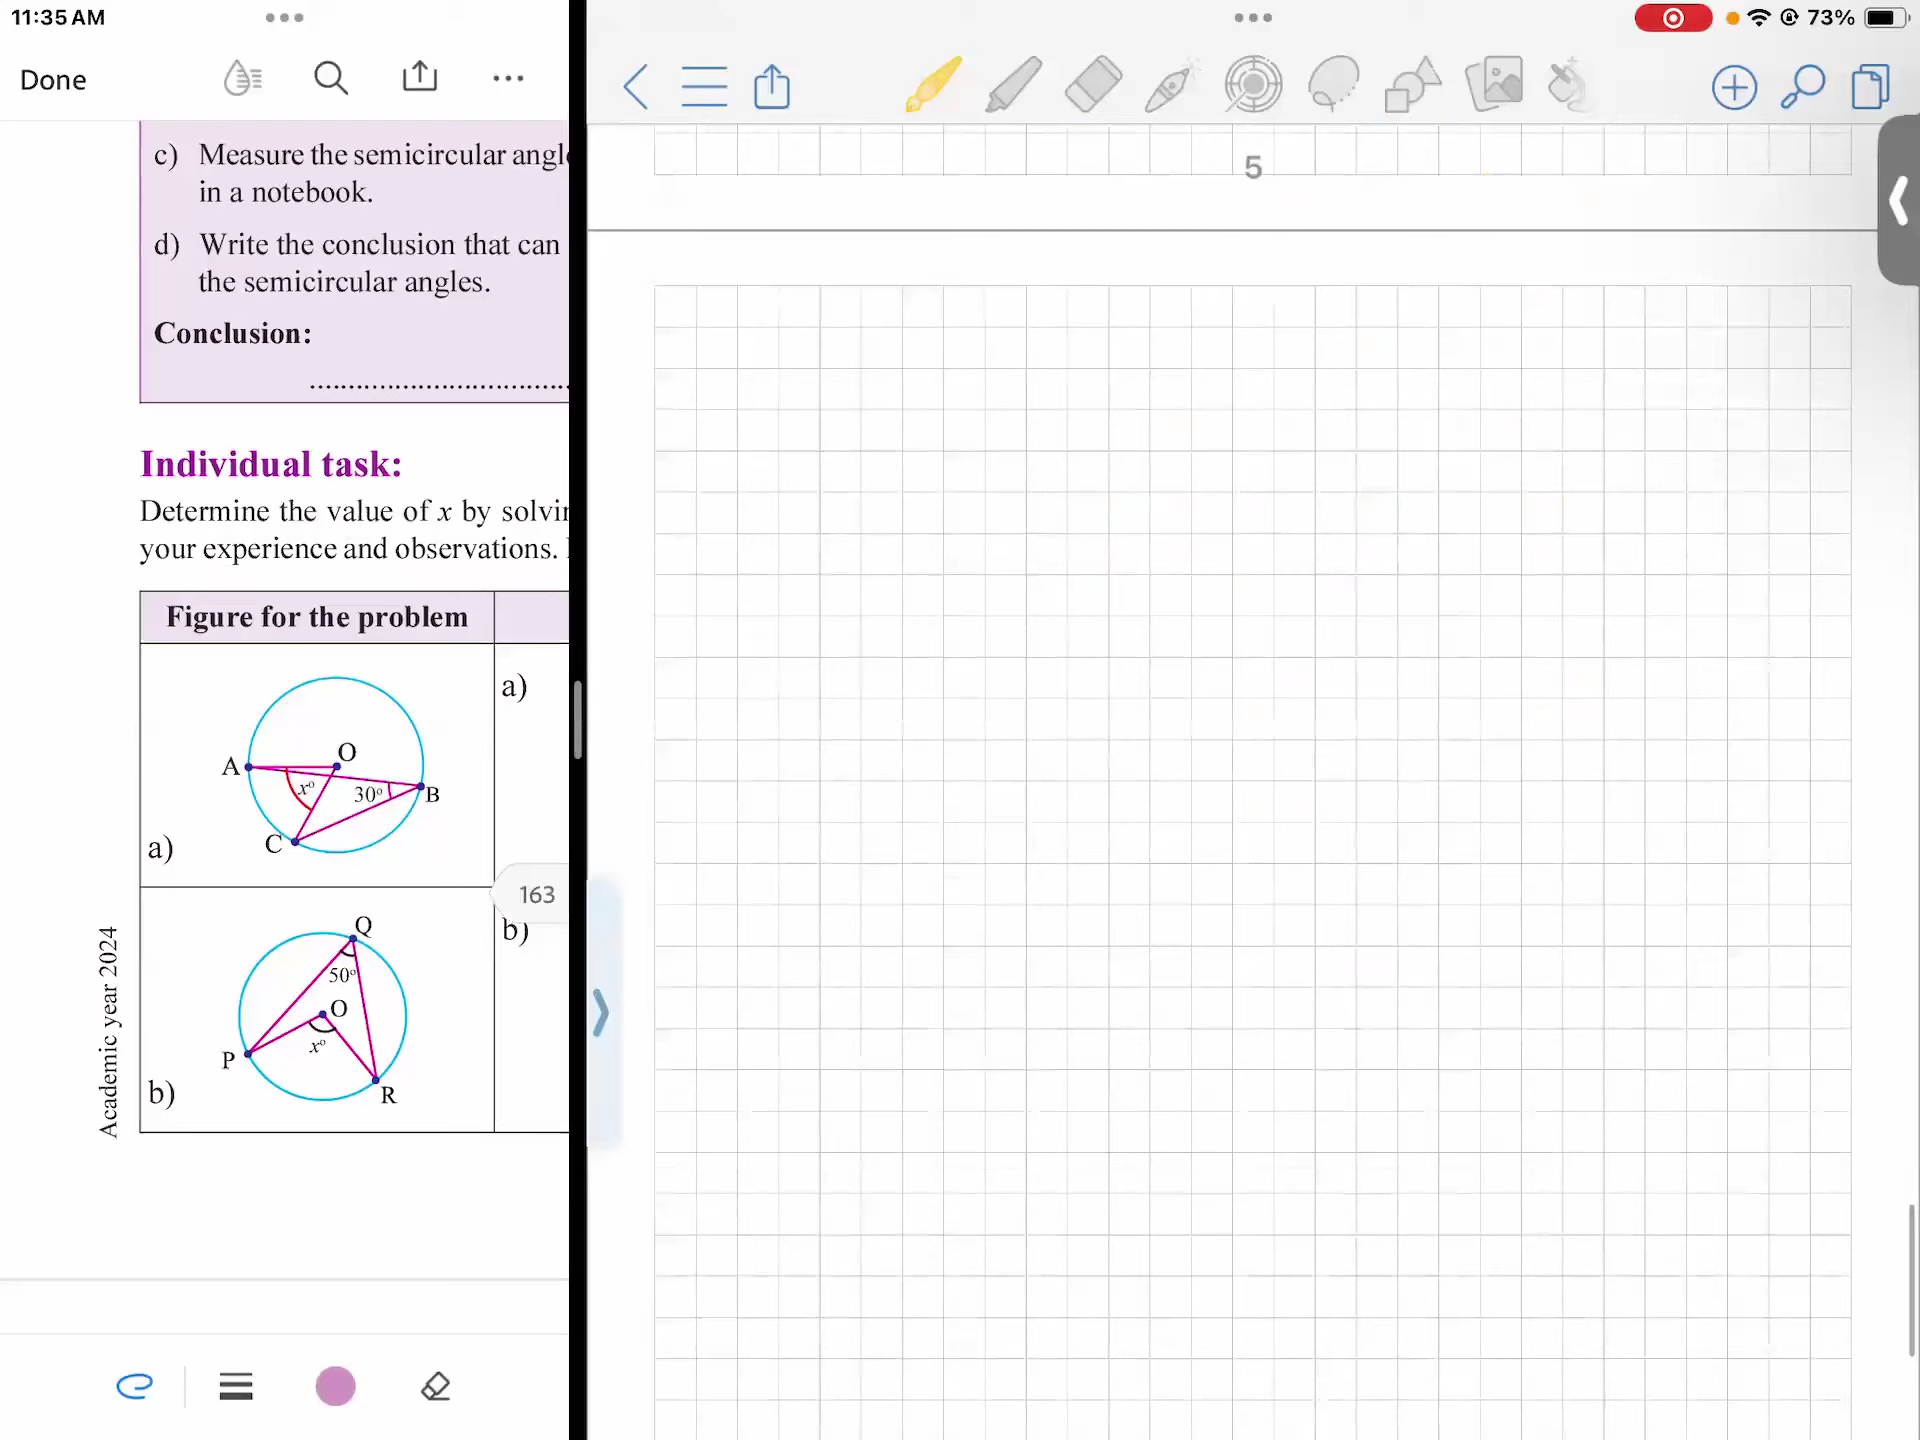 11:35 AM
73%
Done
5
c) Measure the semicircular angle
in a notebook.
d) Write the conclusion that can
the semicircular angles.
Conclusion:
Individual task:
Determine the value of x by solvin
your experience and observations.
Figure for the problem
a)
A
O
x°
30°
B
C
a)
163
b)
Q
50°
O
x°
P
R
b)
Academic year 2024